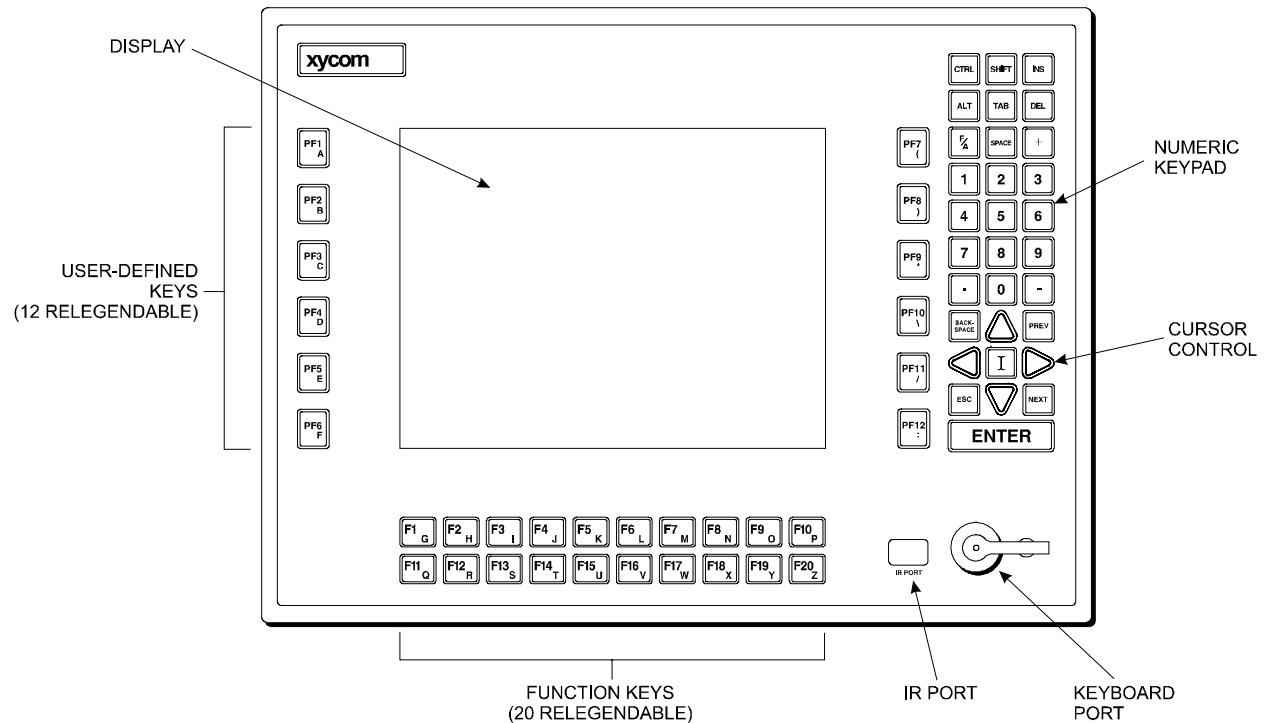 DISPLAY
xycom
CTRL SHIFT INS
ALT TAB DEL
F/A SPACE +
1 2 3
4 5 6
7 8 9
. 0 -
BACK-
SPACE
PREV
I
ESC NEXT
ENTER
NUMERIC
KEYPAD
CURSOR
CONTROL
USER-DEFINED
KEYS
(12 RELEGENDABLE)
PF1 A
PF2 B
PF3 C
PF4 D
PF5 E
PF6 F
PF7 (
PF8 )
PF9 *
PF10 \
PF11 /
PF12 :
F1 G F2 H F3 I F4 J F5 K F6 L F7 M F8 N F9 O F10 P
F11 Q F12 R F13 S F14 T F15 U F16 V F17 W F18 X F19 Y F20 Z
IR PORT
FUNCTION KEYS
(20 RELEGENDABLE)
IR PORT
KEYBOARD
PORT